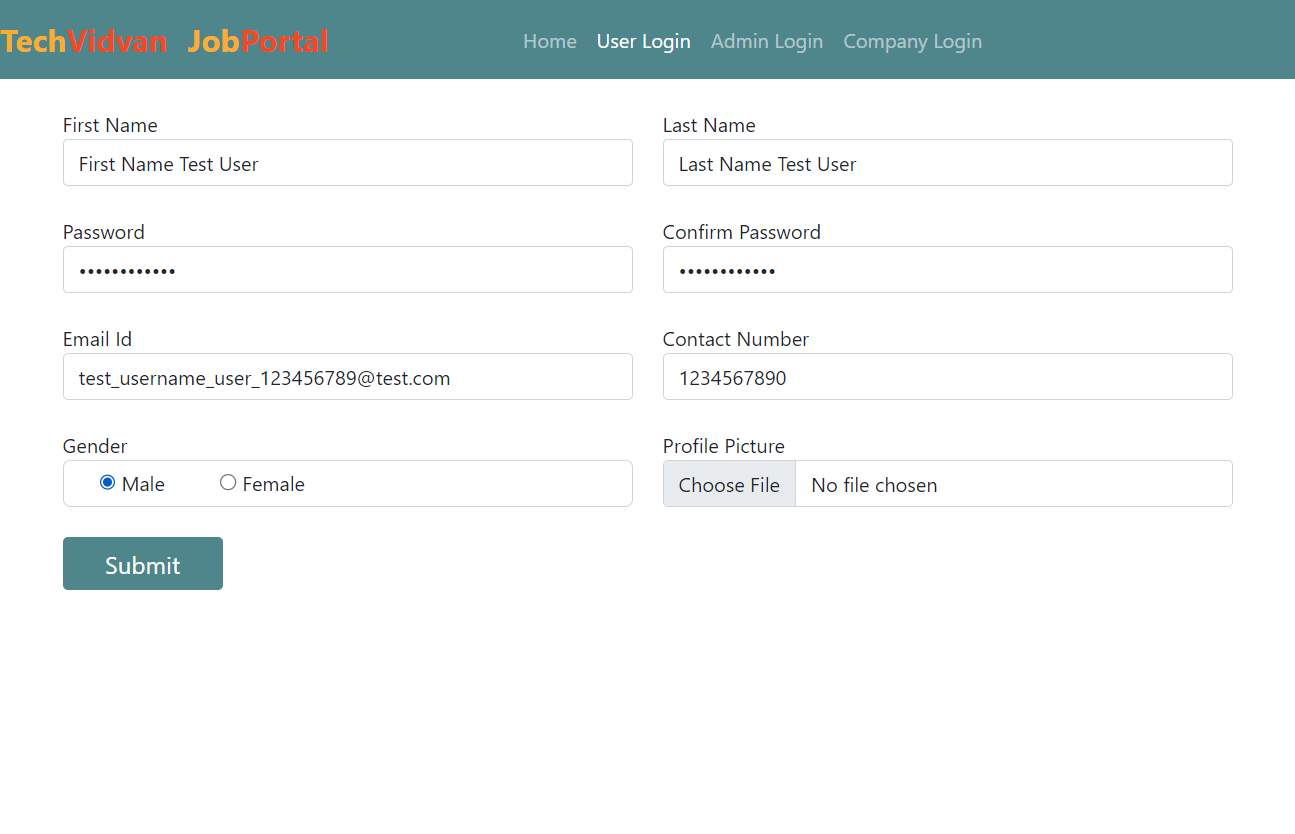 TechVidvan JobPortal Home User Login Admin Login Company Login
First Name Last Name
First Name Test User Last Name Test User
Password Confirm Password
•••••••••••• ••••••••••••
Email Id Contact Number
test_username_user_123456789@test.com 1234567890
Gender Profile Picture
Male Female Choose File No file chosen
Submit